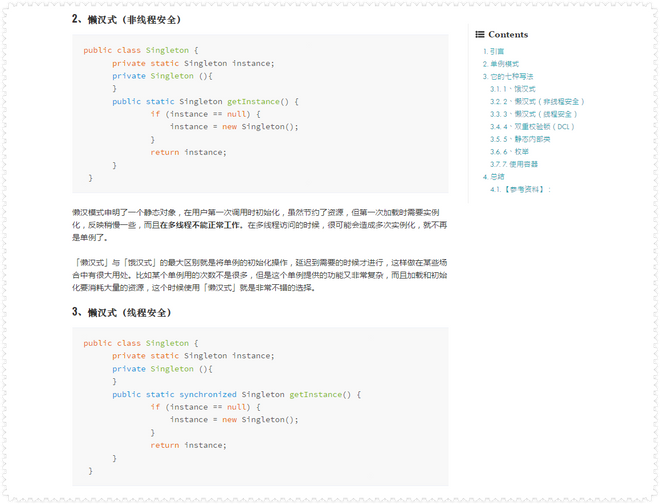 2、懒汉式（非线程安全）
public class Singleton {
private static Singleton instance;
private Singleton (){
}
public static Singleton getInstance() {
if (instance == null) {
instance = new Singleton();
}
return instance;
}
}
懒汉模式申明了一个静态对象，在用户第一次调用时初始化，虽然节约了资源，但第一次加载时需要实例
化，反映稍慢一些，而且在多线程不能正常工作。在多线程访问的时候，很可能会造成多次实例化，就不再
是单例了。
「懒汉式」与「饿汉式」的最大区别就是将单例的初始化操作，延迟到需要的时候才进行，这样做在某些场
合中有很大用处。比如某个单例用的次数不是很多，但是这个单例提供的功能又非常复杂，而且加载和初始
化要消耗大量的资源，这个时候使用「懒汉式」就是非常不错的选择。
3、懒汉式（线程安全）
public class Singleton {
private static Singleton instance;
private Singleton (){
}
public static synchronized Singleton getInstance() {
if (instance == null) {
instance = new Singleton();
}
return instance;
}
}
Contents
1. 引言
2. 单例模式
3. 它的七种写法
3.1. 1、饿汉式
3.2. 2、懒汉式（非线程安全）
3.3. 3、懒汉式（线程安全）
3.4. 4、双重校验锁（DCL）
3.5. 5、静态内部类
3.6. 6、枚举
3.7. 7. 使用容器
4. 总结
4.1. 【参考资料】：